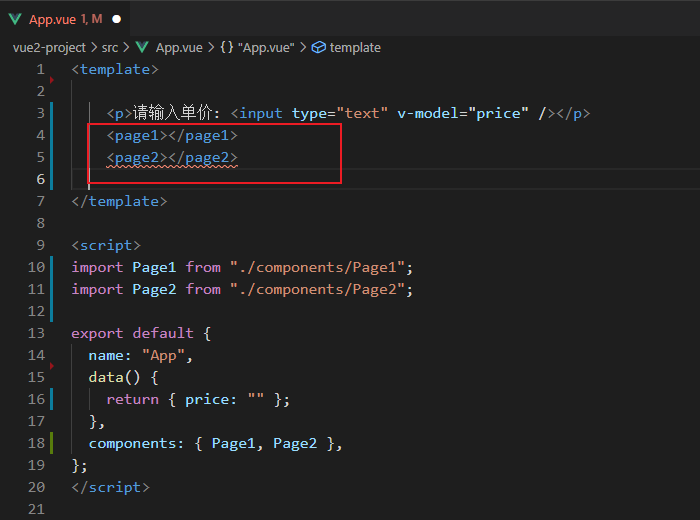 App.vue 1, M
vue2-project > src > App.vue > {} "App.vue" > template
1 <template>
2
3 <p>请输入单价: <input type="text" v-model="price" /></p>
4 <page1></page1>
5 <page2></page2>
6
7 </template>
8
9 <script>
10 import Page1 from "./components/Page1";
11 import Page2 from "./components/Page2";
12
13 export default {
14 name: "App",
15 data() {
16 return { price: "" };
17 },
18 components: { Page1, Page2 },
19 };
20 </script>
21